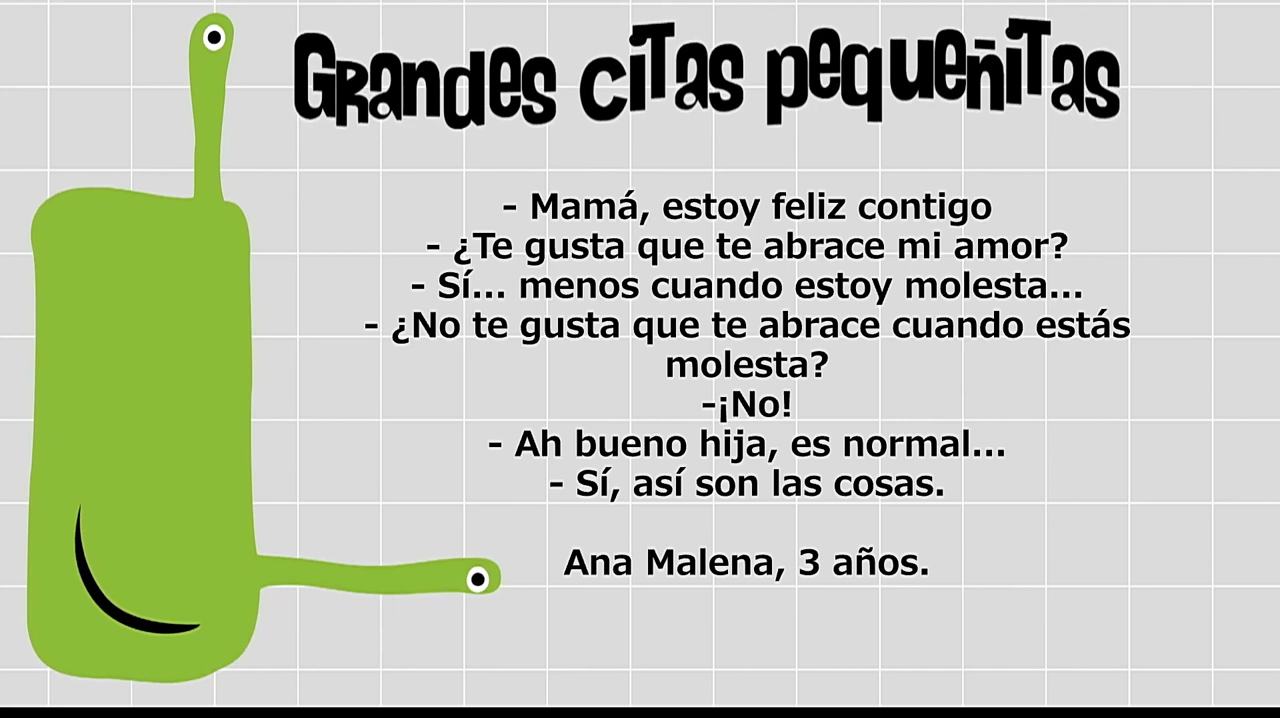 Grandes citas pequeñitas
- Mamá, estoy feliz contigo
- ¿Te gusta que te abrace mi amor?
- Sí... menos cuando estoy molesta...
- ¿No te gusta que te abrace cuando estás
molesta?
-¡No!
- Ah bueno hija, es normal...
- Sí, así son las cosas.
Ana Malena, 3 años.